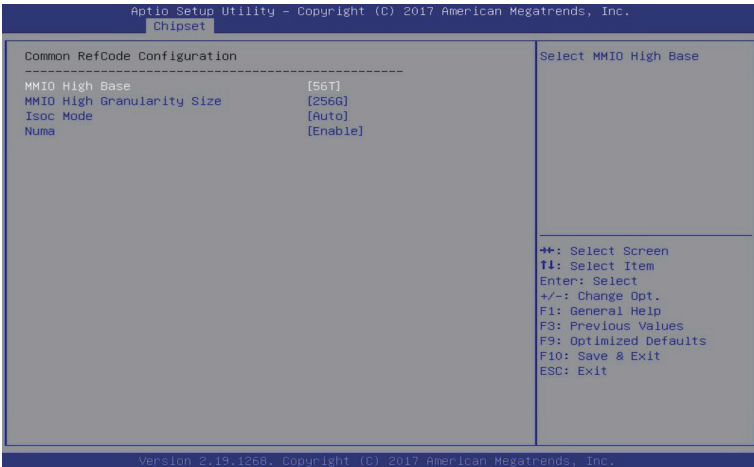 Aptio Setup Utility – Copyright (C) 2017 American Megatrends, Inc.
Chipset
Common RefCode Configuration
------------------------------------------------
MMIO High Base [56T]
MMIO High Granularity Size [256G]
Isoc Mode [Auto]
Numa [Enable]
Select MMIO High Base
→←: Select Screen
↑↓: Select Item
Enter: Select
+/-: Change Opt.
F1: General Help
F3: Previous Values
F9: Optimized Defaults
F10: Save & Exit
ESC: Exit
Version 2.19.1268. Copyright (C) 2017 American Megatrends, Inc.